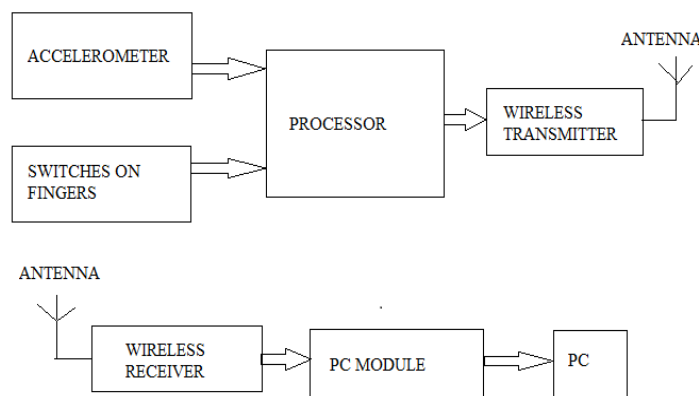 ANTENNA
ACCELEROMETER
PROCESSOR
WIRELESS
TRANSMITTER
SWITCHES ON
FINGERS
ANTENNA
WIRELESS
RECEIVER
PC MODULE
PC